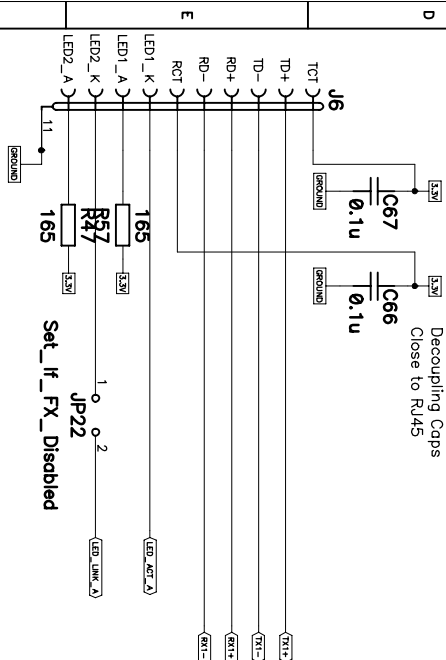 D
E
J6
TCT
TD+
TD-
RD+
RD-
RCT
LED1_K
LED1_A
LED2_K
LED2_A
11
GROUND
3.3V
C67
0.1u
GROUND
3.3V
C66
0.1u
GROUND
Decoupling Caps
Close to RJ45
165
R57
3.3V
R47
165
3.3V
1
JP22
2
Set_If_FX_Disabled
LED_ACT_A
LED_LINK_A
TX1+
TX1-
RX1+
RX1-